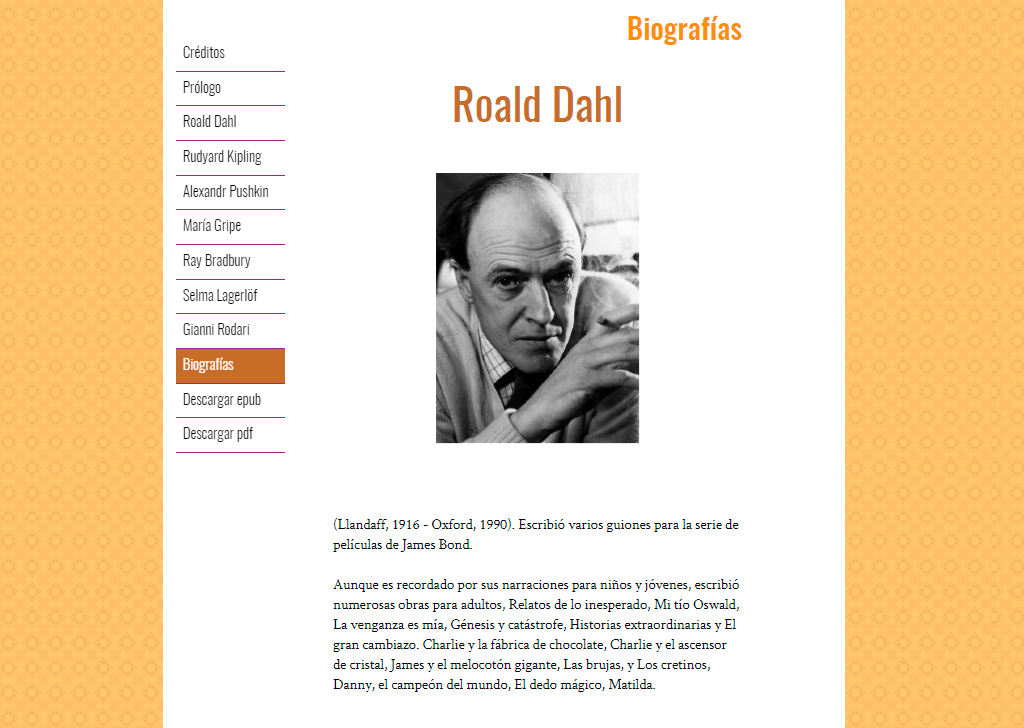 Biografías
Créditos
Prólogo
Roald Dahl
Rudyard Kipling
Alexandr Pushkin
María Gripe
Ray Bradbury
Selma Lagerlöf
Gianni Rodari
Biografías
Descargar epub
Descargar pdf
Roald Dahl
(Llandaff, 1916 - Oxford, 1990). Escribió varios guiones para la serie de
películas de James Bond.
Aunque es recordado por sus narraciones para niños y jóvenes, escribió
numerosas obras para adultos, Relatos de lo inesperado, Mi tío Oswald,
La venganza es mía, Génesis y catástrofe, Historias extraordinarias y El
gran cambiazo. Charlie y la fábrica de chocolate, Charlie y el ascensor
de cristal, James y el melocotón gigante, Las brujas, y Los cretinos,
Danny, el campeón del mundo, El dedo mágico, Matilda.